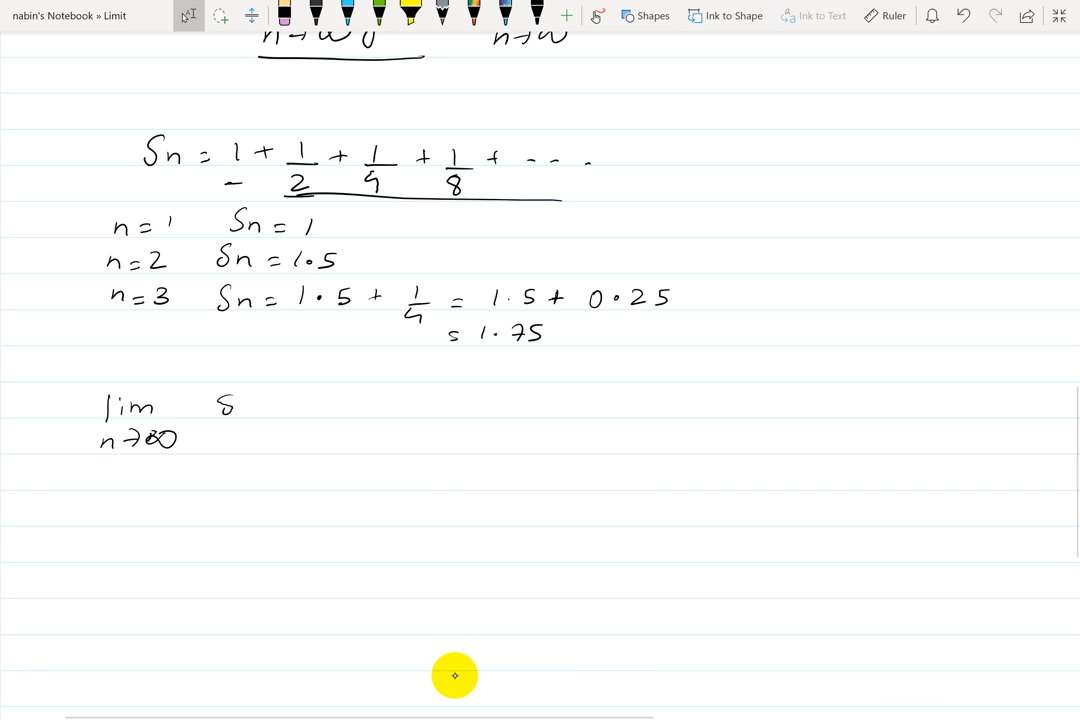 nabin's Notebook » Limit Shapes Ink to Shape Ink to Text Ruler
n→∞ n→∞
Sn = 1 + 1/2 + 1/4 + 1/8 + - - .
n = 1 Sn = 1
n = 2 Sn = 1.5
n = 3 Sn = 1.5 + 1/4 = 1.5 + 0.25
= 1.75
lim S
n→∞